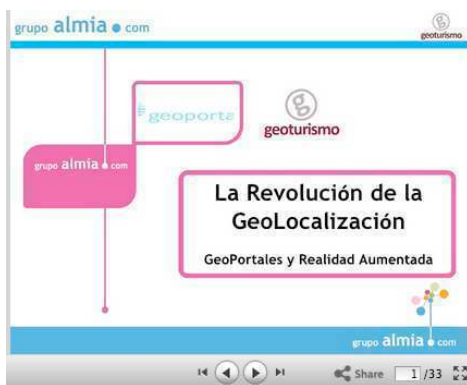 grupo almia com
geoturismo
geoporta
geoturismo
grupo almia com
La Revolución de la
GeoLocalización
GeoPortales y Realidad Aumentada
grupo almia com
Share 1 /33